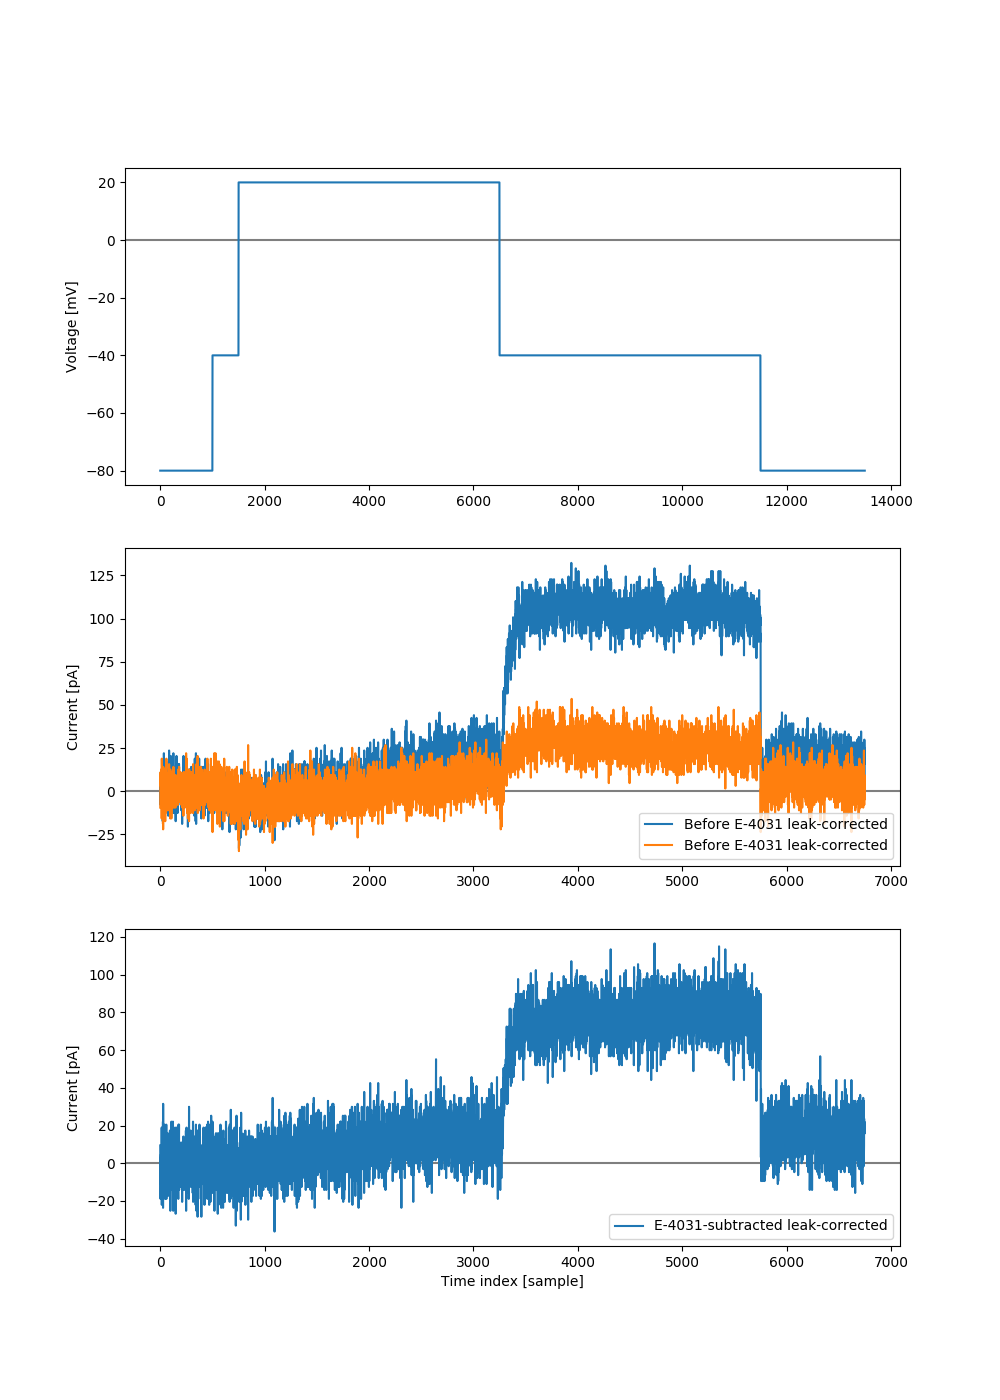 Voltage [mV]
20
0
−20
−40
−60
−80
0 2000 4000 6000 8000 10000 12000 14000
Current [pA]
125
100
75
50
25
0
−25
Before E-4031 leak-corrected
Before E-4031 leak-corrected
0 1000 2000 3000 4000 5000 6000 7000
Current [pA]
120
100
80
60
40
20
0
−20
−40
E-4031-subtracted leak-corrected
0 1000 2000 3000 4000 5000 6000 7000
Time index [sample]